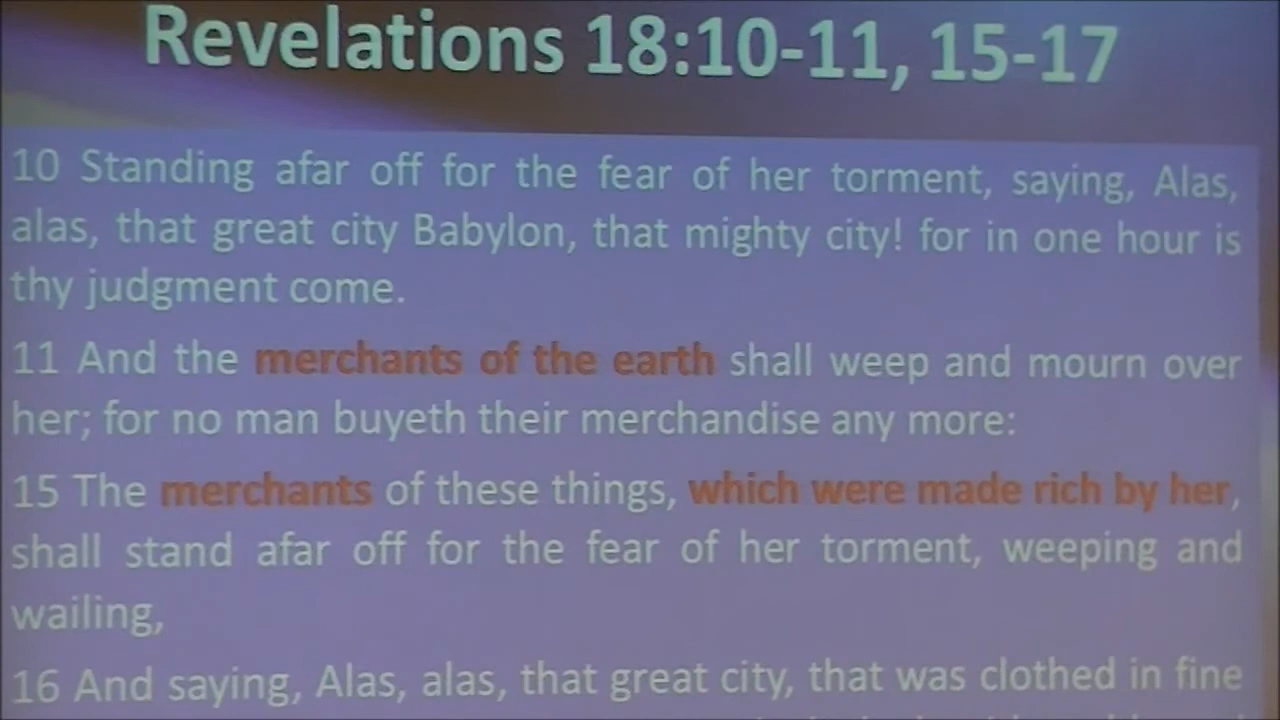 Revelations 18:10-11, 15-17
10 Standing afar off for the fear of her torment, saying, Alas,
alas, that great city Babylon, that mighty city! for in one hour is
thy judgment come.
11 And the merchants of the earth shall weep and mourn over
her; for no man buyeth their merchandise any more:
15 The merchants of these things, which were made rich by her,
shall stand afar off for the fear of her torment, weeping and
wailing,
16 And saying, Alas, alas, that great city, that was clothed in fine